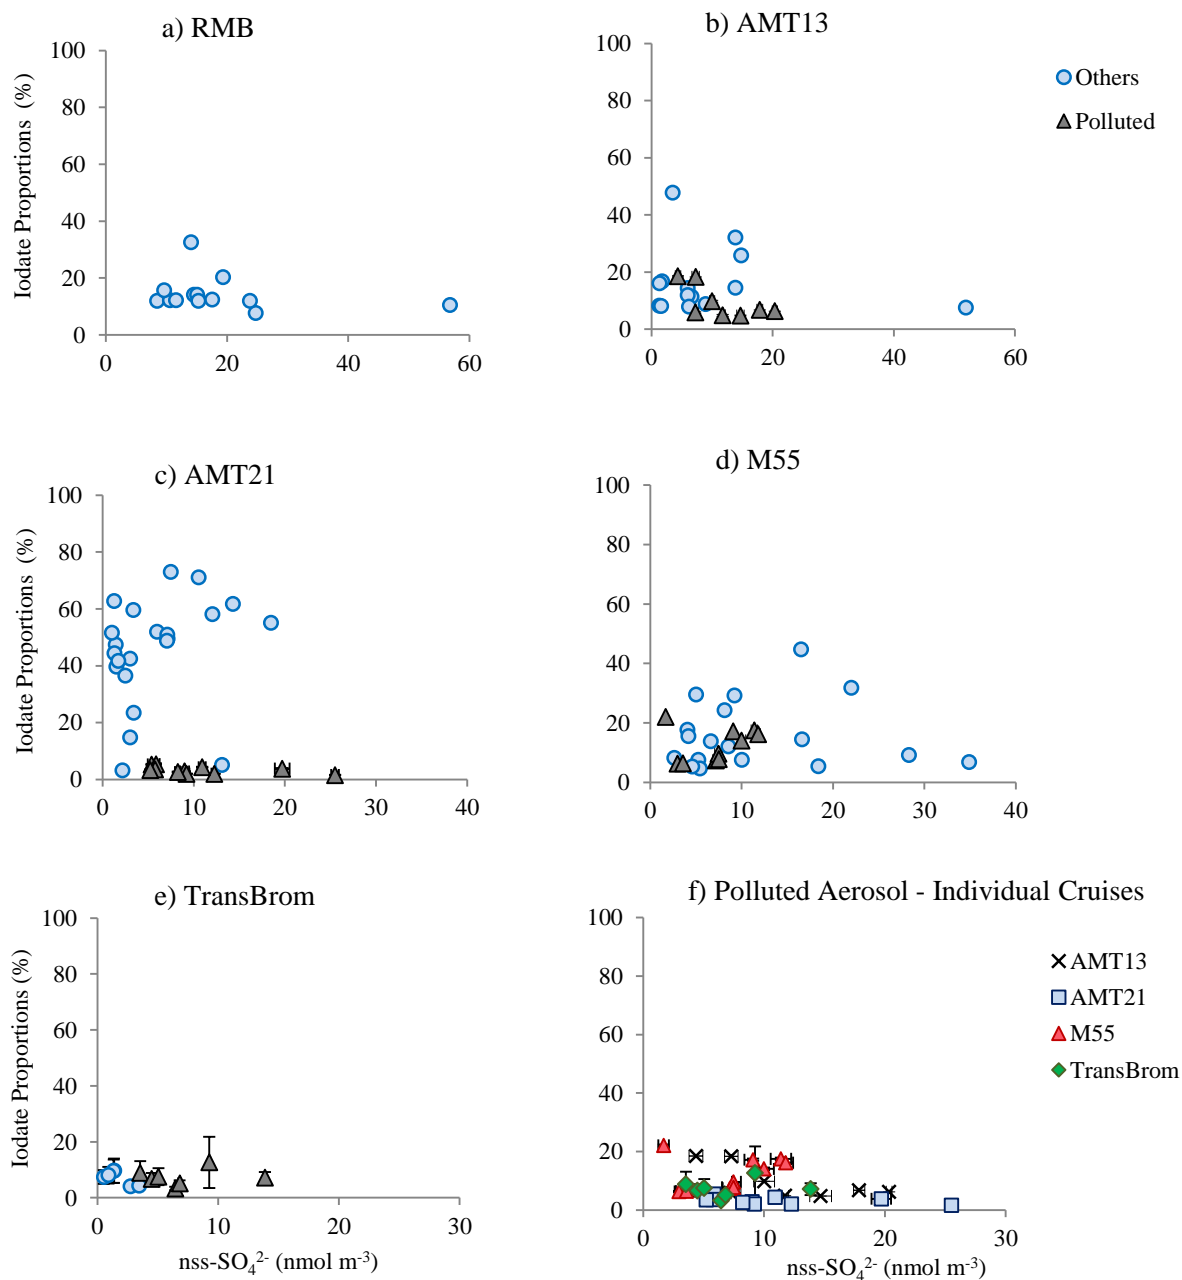 a) RMB
100
80
60
40
20
0
0 20 40 60
Iodate Proportions (%)
b) AMT13
100
80
60
40
20
0
0 20 40 60
Others
Polluted
c) AMT21
100
80
60
40
20
0
0 10 20 30 40
Iodate Proportions (%)
d) M55
100
80
60
40
20
0
0 10 20 30 40
e) TransBrom
100
80
60
40
20
0
0 10 20 30
Iodate Proportions (%)
nss-SO₄²⁻ (nmol m⁻³)
f) Polluted Aerosol - Individual Cruises
100
80
60
40
20
0
0 10 20 30
AMT13
AMT21
M55
TransBrom
nss-SO₄²⁻ (nmol m⁻³)